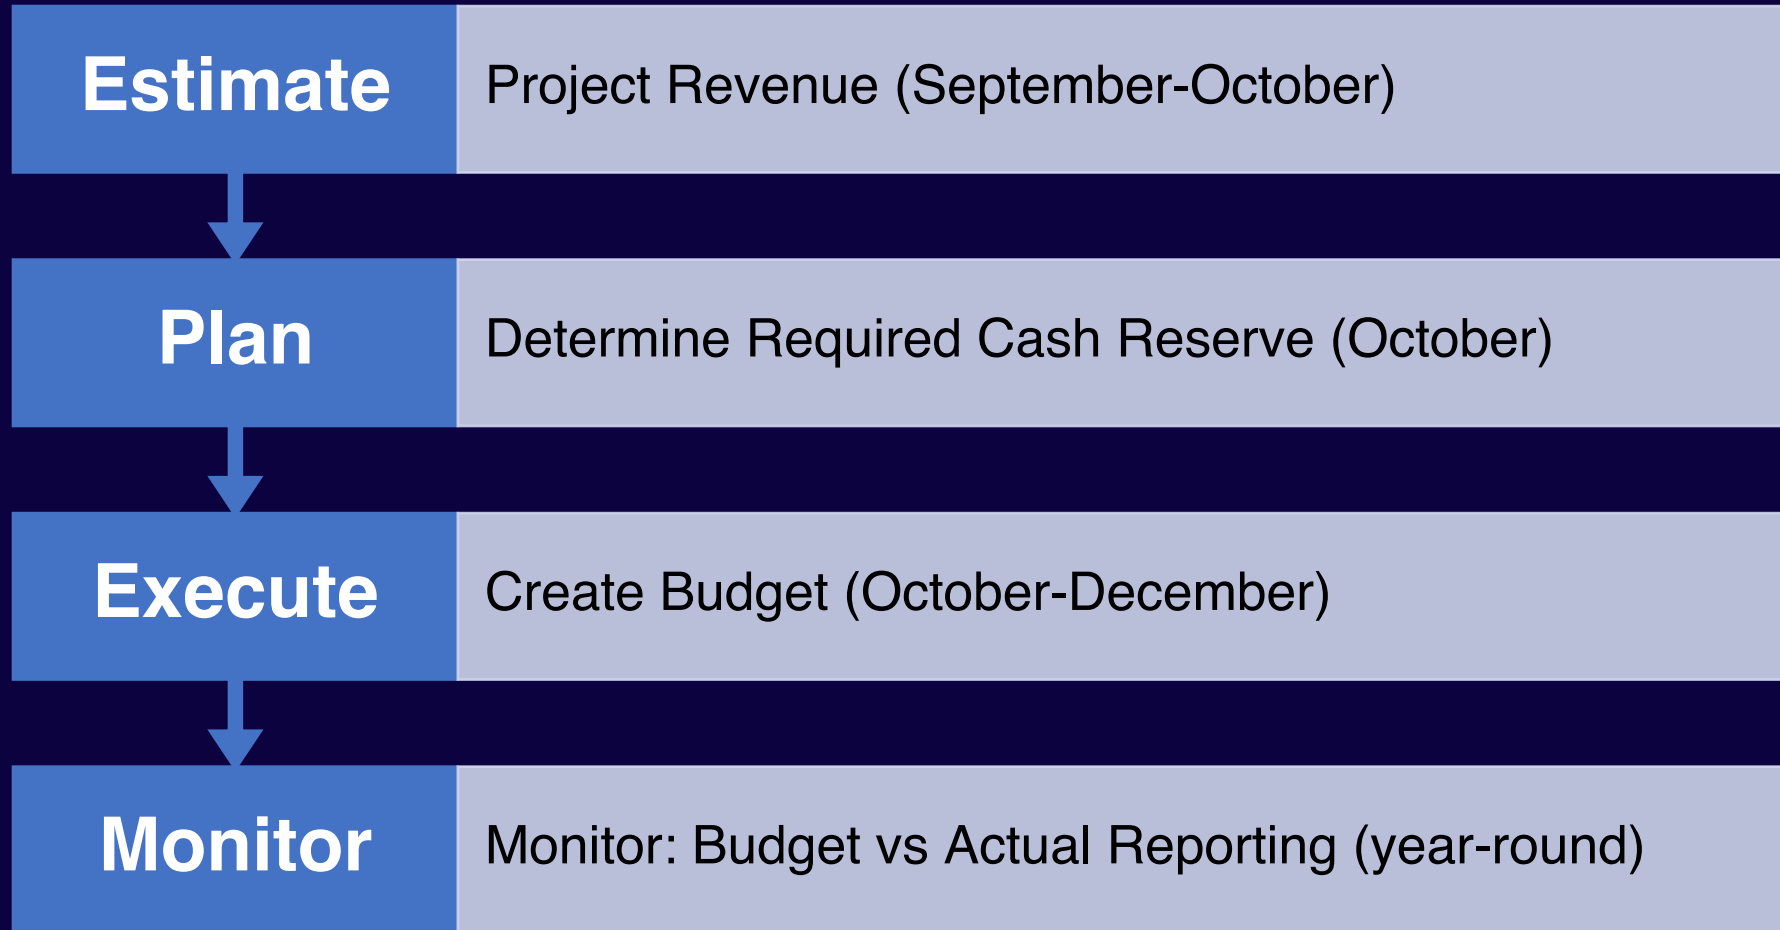 Estimate
Project Revenue (September-October)
Plan
Determine Required Cash Reserve (October)
Execute
Create Budget (October-December)
Monitor
Monitor: Budget vs Actual Reporting (year-round)